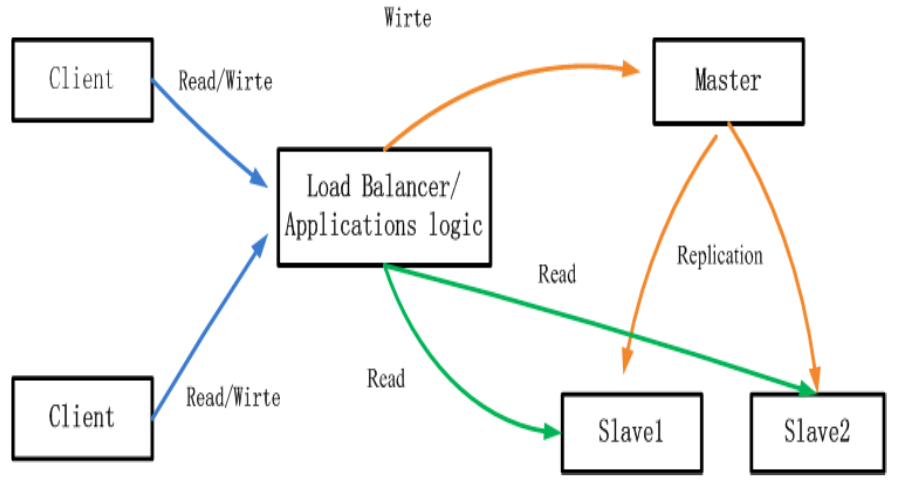 Wirte
Client
Read/Wirte
Master
Load Balancer/
Applications logic
Replication
Read
Read
Read/Wirte
Client
Slave1
Slave2